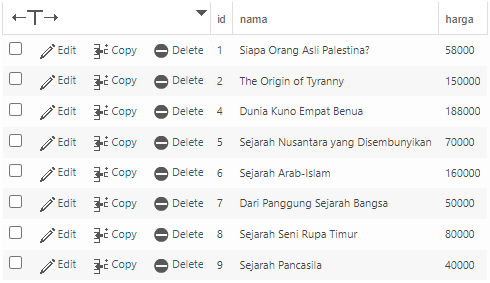 id nama harga
Edit Copy Delete 1 Siapa Orang Asli Palestina? 58000
Edit Copy Delete 2 The Origin of Tyranny 150000
Edit Copy Delete 4 Dunia Kuno Empat Benua 188000
Edit Copy Delete 5 Sejarah Nusantara yang Disembunyikan 70000
Edit Copy Delete 6 Sejarah Arab-Islam 160000
Edit Copy Delete 7 Dari Panggung Sejarah Bangsa 50000
Edit Copy Delete 8 Sejarah Seni Rupa Timur 80000
Edit Copy Delete 9 Sejarah Pancasila 40000